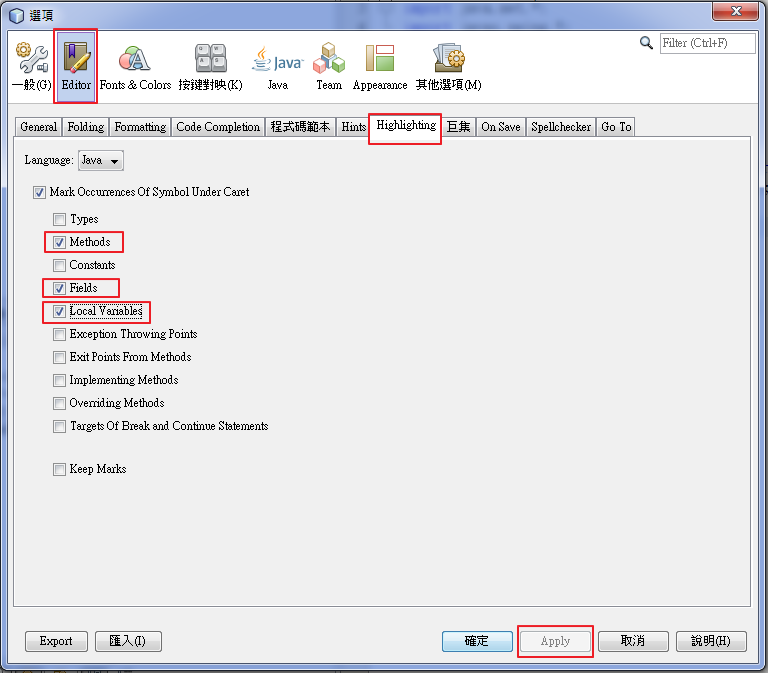 選項
import java.net.*;
一般(G) Editor Fonts & Colors 按鍵對映(K) Java Team Appearance 其他選項(M) Filter (Ctrl+F)
General Folding Formatting Code Completion 程式碼範本 Hints Highlighting 巨集 On Save Spellchecker Go To
Language: Java
Mark Occurrences Of Symbol Under Caret
Types
Methods
Constants
Fields
Local Variables
Exception Throwing Points
Exit Points From Methods
Implementing Methods
Overriding Methods
Targets Of Break and Continue Statements
Keep Marks
Export 匯入(I) 確定 Apply 取消 說明(H)